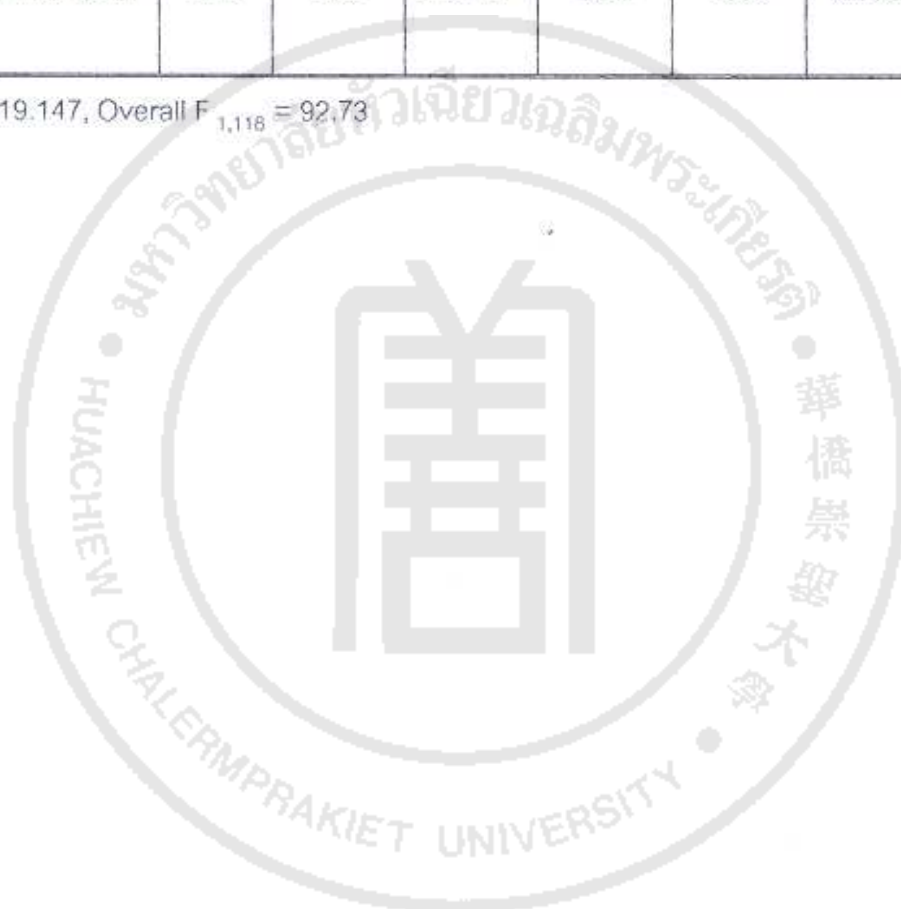 19.147, Overall F 1,118 = 92.73
มหาวิทยาลัยหัวเฉียวเฉลิมพระเกียรติ
華僑崇聖大學
HUACHIEW CHALERMPRAKIET UNIVERSITY